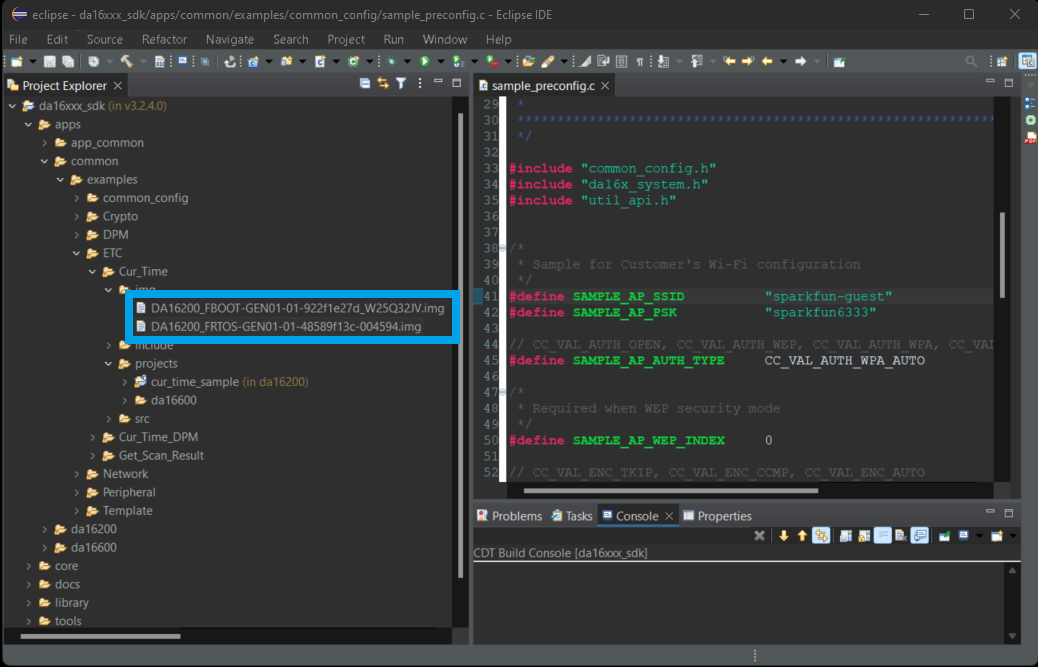 eclipse - da16xxx_sdk/apps/common/examples/common_config/sample_preconfig.c - Eclipse IDE
File Edit Source Refactor Navigate Search Project Run Window Help
Project Explorer
da16xxx_sdk (in v3.2.4.0)
apps
app_common
common
examples
common_config
Crypto
DPM
ETC
Cur_Time
img
DA16200_FBOOT-GEN01-01-922f1e27d_W25Q32JV.img
DA16200_FRTOS-GEN01-01-48589f13c-004594.img
include
projects
cur_time_sample (in da16200)
da16600
src
Cur_Time_DPM
Get_Scan_Result
Network
Peripheral
Template
da16200
da16600
core
docs
library
tools
sample_preconfig.c
29 *
30 *************************************************************
31 */
32
33 #include "common_config.h"
34 #include "da16x_system.h"
35 #include "util_api.h"
36
37
38 /*
39 * Sample for Customer's Wi-Fi configuration
40 */
41 #define SAMPLE_AP_SSID "sparkfun-guest"
42 #define SAMPLE_AP_PSK "sparkfun6333"
43
44 // CC_VAL_AUTH_OPEN, CC_VAL_AUTH_WEP, CC_VAL_AUTH_WPA, CC_VAL
45 #define SAMPLE_AP_AUTH_TYPE CC_VAL_AUTH_WPA_AUTO
46
47 /*
48 * Required when WEP security mode
49 */
50 #define SAMPLE_AP_WEP_INDEX 0
51
52 // CC_VAL_ENC_TKIP, CC_VAL_ENC_CCMP, CC_VAL_ENC_AUTO
Problems Tasks Console Properties
CDT Build Console [da16xxx_sdk]